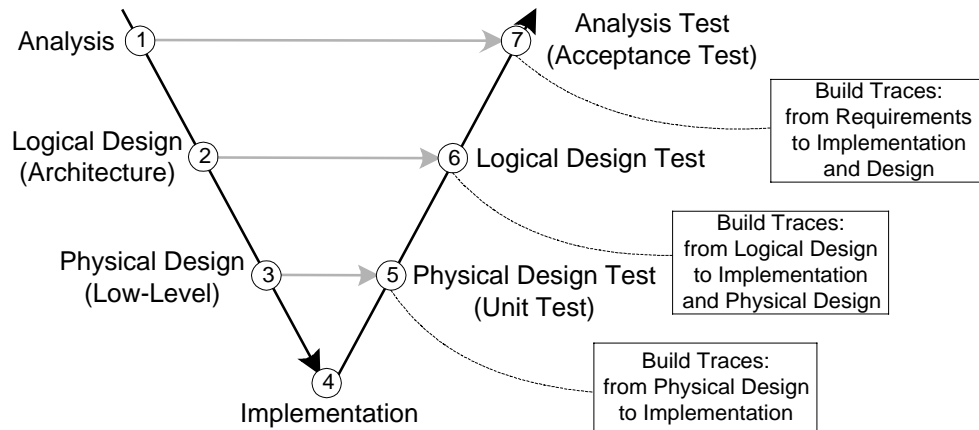 Analysis
1
7
Analysis Test
(Acceptance Test)
Build Traces:
from Requirements
to Implementation
and Design
Logical Design
(Architecture)
2
6
Logical Design Test
Build Traces:
from Logical Design
to Implementation
and Physical Design
Physical Design
(Low-Level)
3
5
Physical Design Test
(Unit Test)
Build Traces:
from Physical Design
to Implementation
4
Implementation